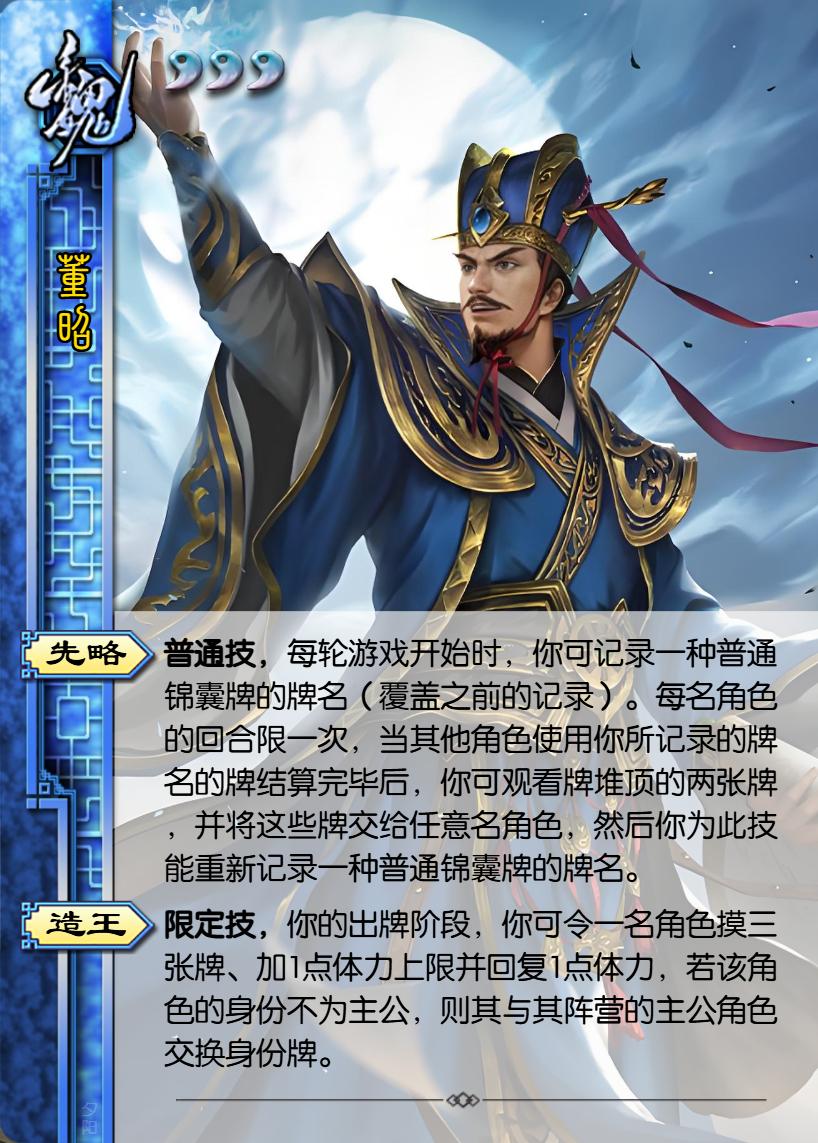 魏
董昭
先略
普通技，每轮游戏开始时，你可记录一种普通
锦囊牌的牌名（覆盖之前的记录）。每名角色
的回合限一次，当其他角色使用你所记录的牌
名的牌结算完毕后，你可观看牌堆顶的两张牌
，并将这些牌交给任意名角色，然后你为此技
能重新记录一种普通锦囊牌的牌名。
造王
限定技，你的出牌阶段，你可令一名角色摸三
张牌、加1点体力上限并回复1点体力，若该角
色的身份不为主公，则其与其阵营的主公角色
交换身份牌。
夕阳